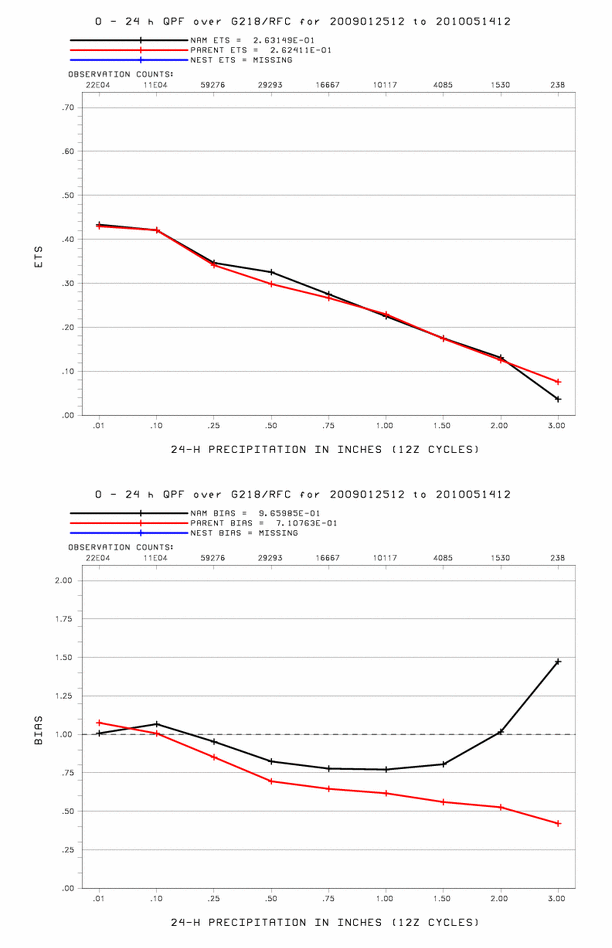 0 - 24 h QPF over G218/RFC for 2009012512 to 2010051412
NAM ETS = 2.63149E-01
PARENT ETS = 2.62411E-01
NEST ETS = MISSING
OBSERVATION COUNTS:
22E04 11E04 59276 29293 16667 10117 4085 1530 238
.70
.60
.50
.40
.30
.20
.10
.00
ETS
.01 .10 .25 .50 .75 1.00 1.50 2.00 3.00
24-H PRECIPITATION IN INCHES (12Z CYCLES)
0 - 24 h QPF over G218/RFC for 2009012512 to 2010051412
NAM BIAS = 9.65985E-01
PARENT BIAS = 7.10763E-01
NEST BIAS = MISSING
OBSERVATION COUNTS:
22E04 11E04 59276 29293 16667 10117 4085 1530 238
2.00
1.75
1.50
1.25
1.00
.75
.50
.25
.00
BIAS
.01 .10 .25 .50 .75 1.00 1.50 2.00 3.00
24-H PRECIPITATION IN INCHES (12Z CYCLES)